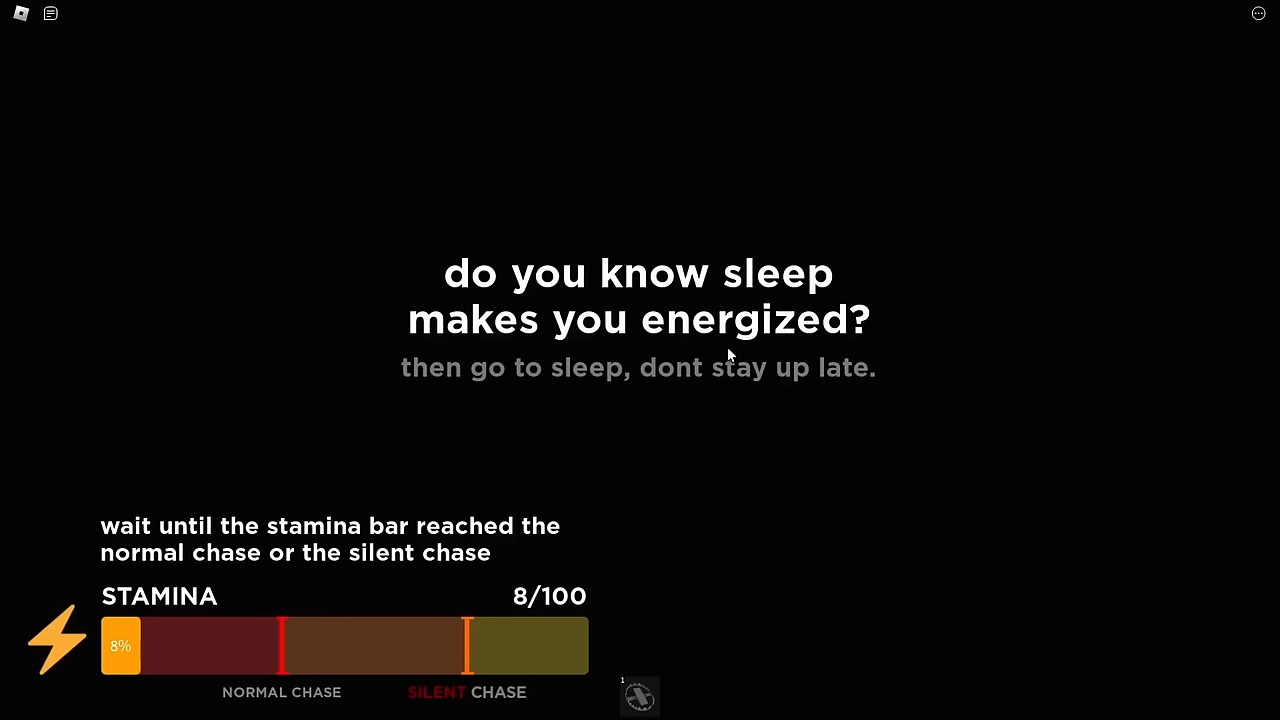 do you know sleep
makes you energized?
then go to sleep, dont stay up late.
wait until the stamina bar reached the
normal chase or the silent chase
STAMINA 8/100
8%
NORMAL CHASE SILENT CHASE
1